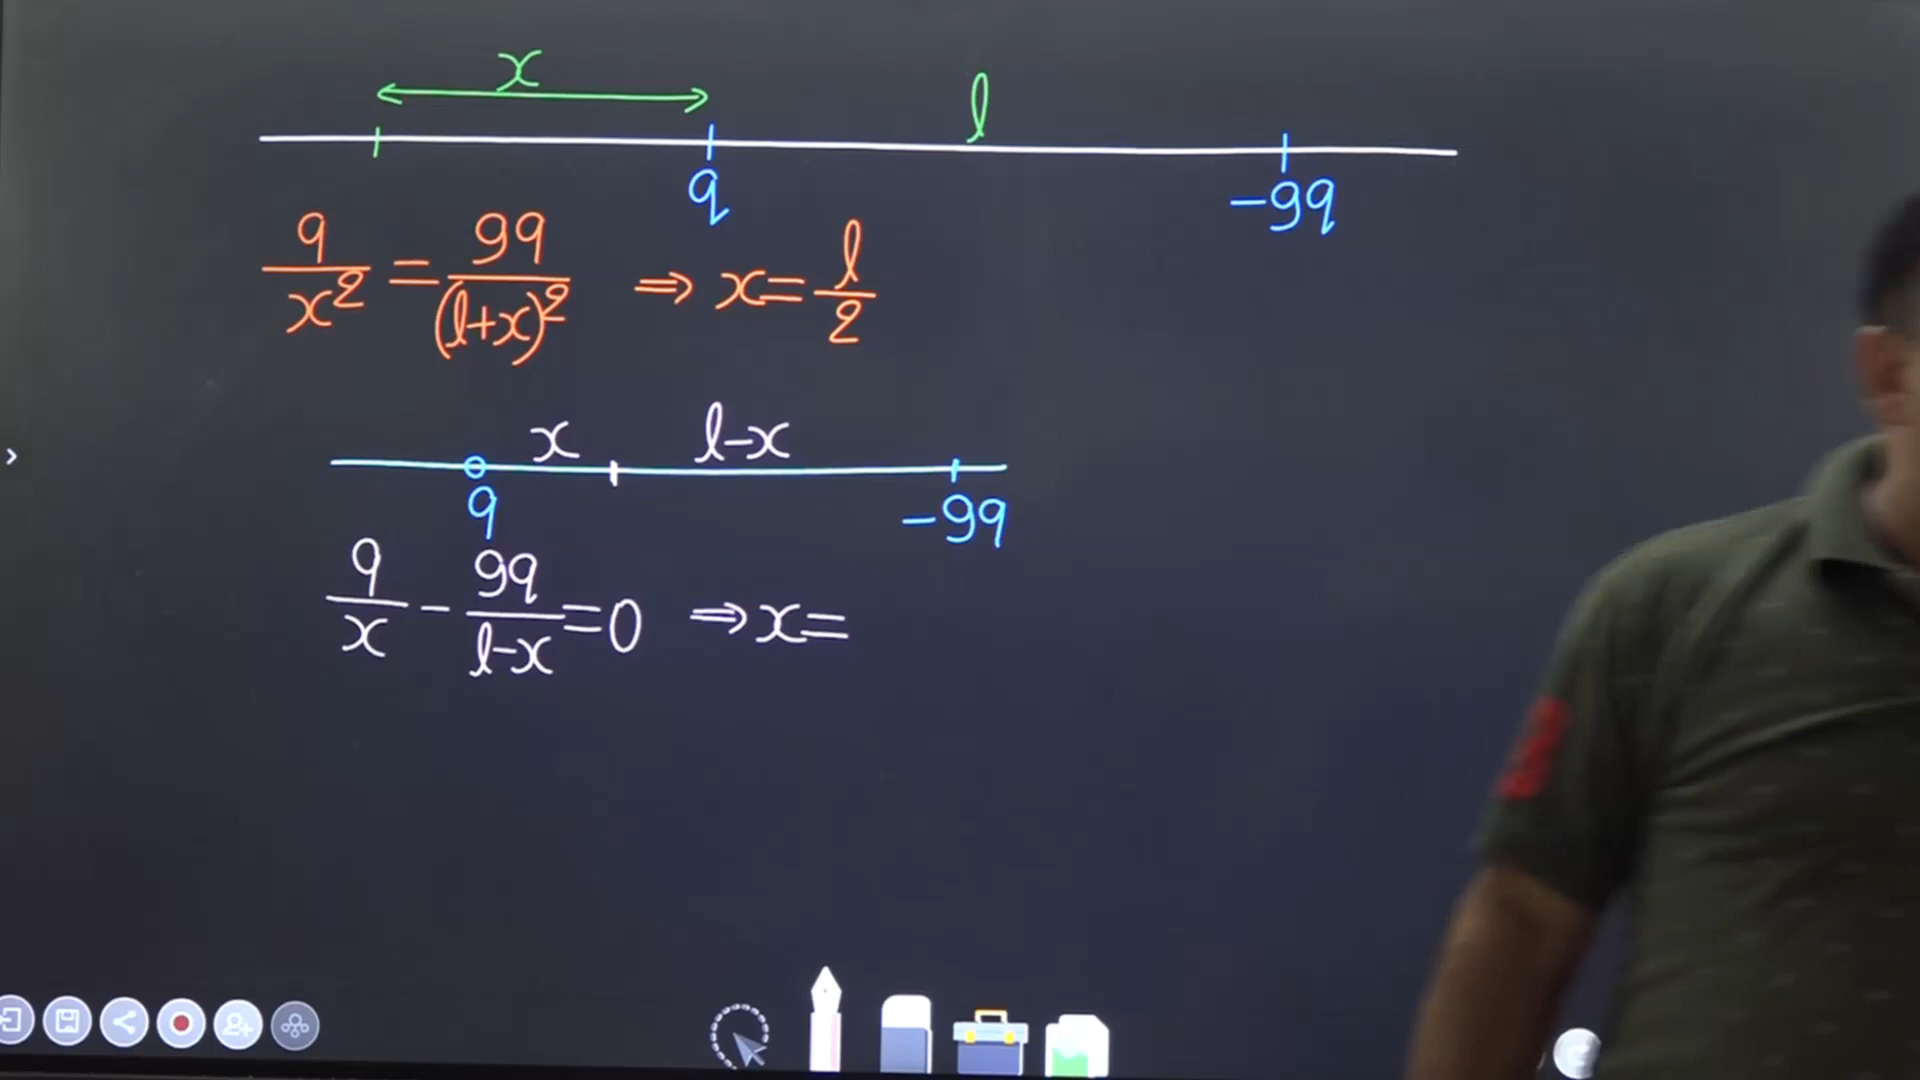 x
l
q
-9q
q/x² = 9q/(l+x)² ⇒ x = l/2
x
l-x
q
-9q
q/x - 9q/(l-x) = 0 ⇒ x =